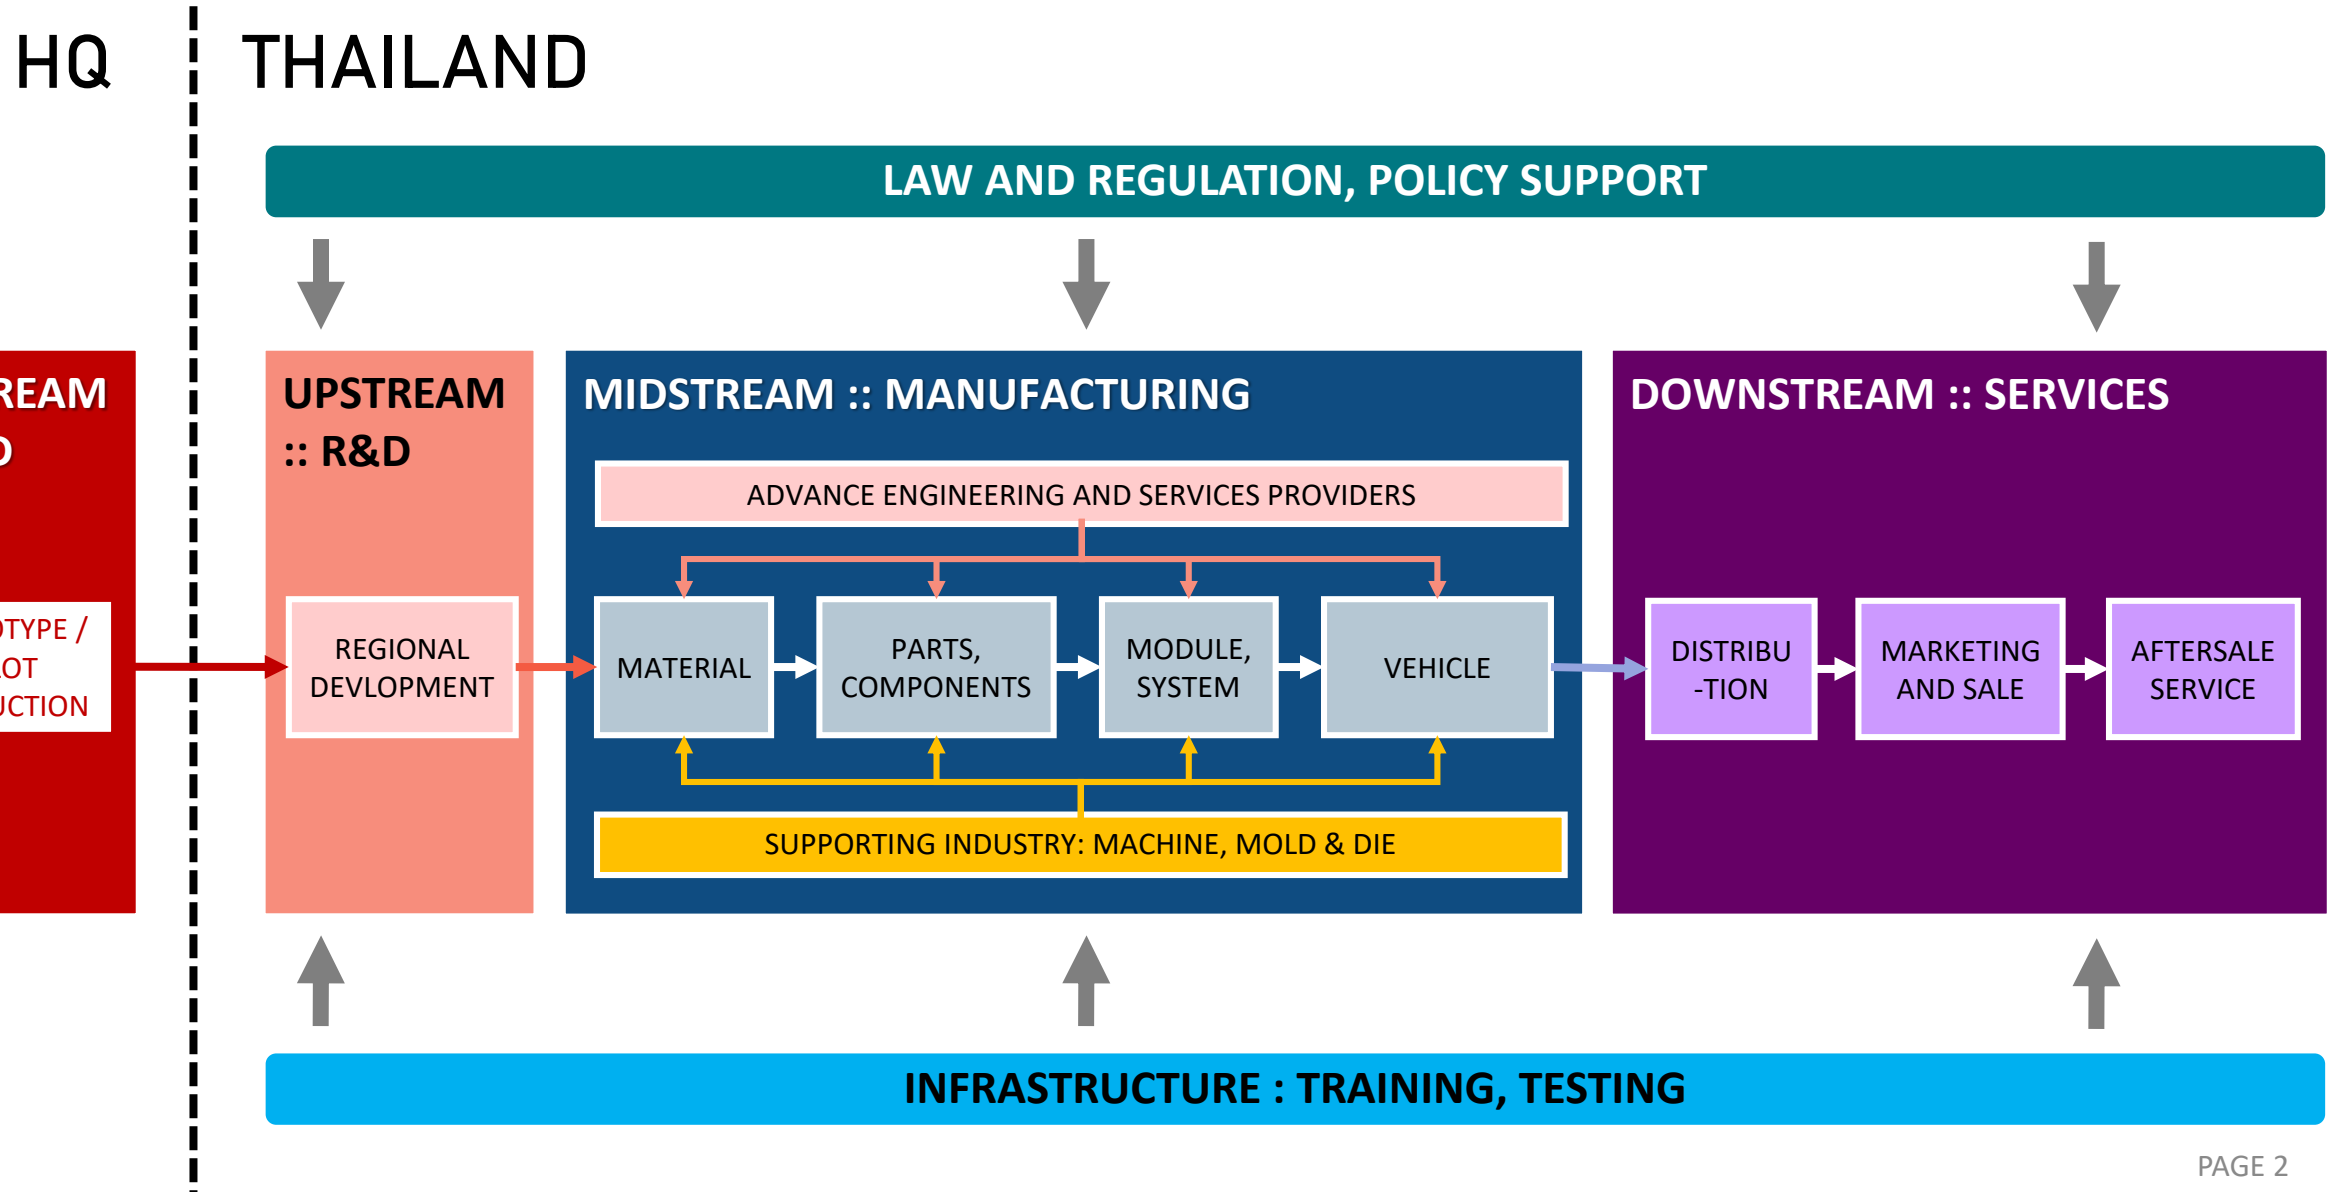 HQ
THAILAND
LAW AND REGULATION, POLICY SUPPORT
UPSTREAM
:: R&D
MIDSTREAM :: MANUFACTURING
DOWNSTREAM :: SERVICES
ADVANCE ENGINEERING AND SERVICES PROVIDERS
REGIONAL
DEVLOPMENT
MATERIAL
PARTS,
COMPONENTS
MODULE,
SYSTEM
VEHICLE
DISTRIBU
-TION
MARKETING
AND SALE
AFTERSALE
SERVICE
SUPPORTING INDUSTRY: MACHINE, MOLD & DIE
INFRASTRUCTURE : TRAINING, TESTING
PAGE 2